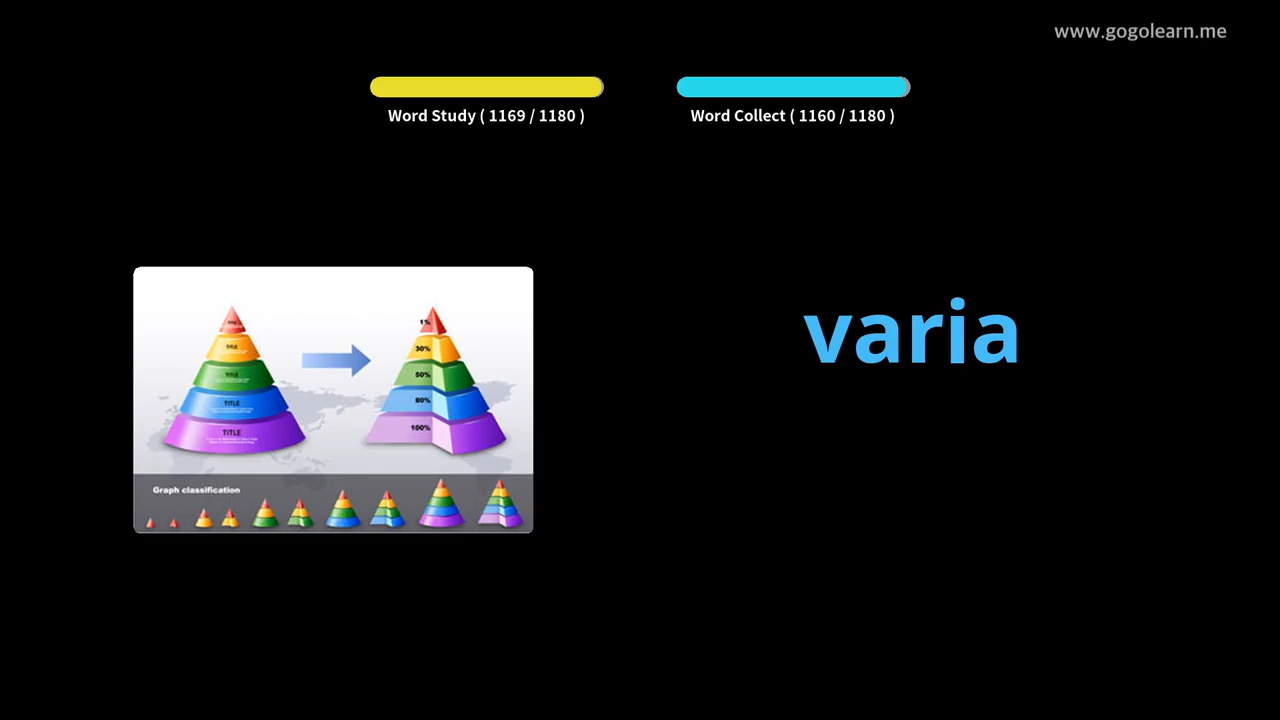 www.gogolearn.me
Word Study ( 1169 / 1180 )
Word Collect ( 1160 / 1180 )
varia
1%
TITLE
30%
TITLE
50%
TITLE
80%
TITLE
100%
Graph classification